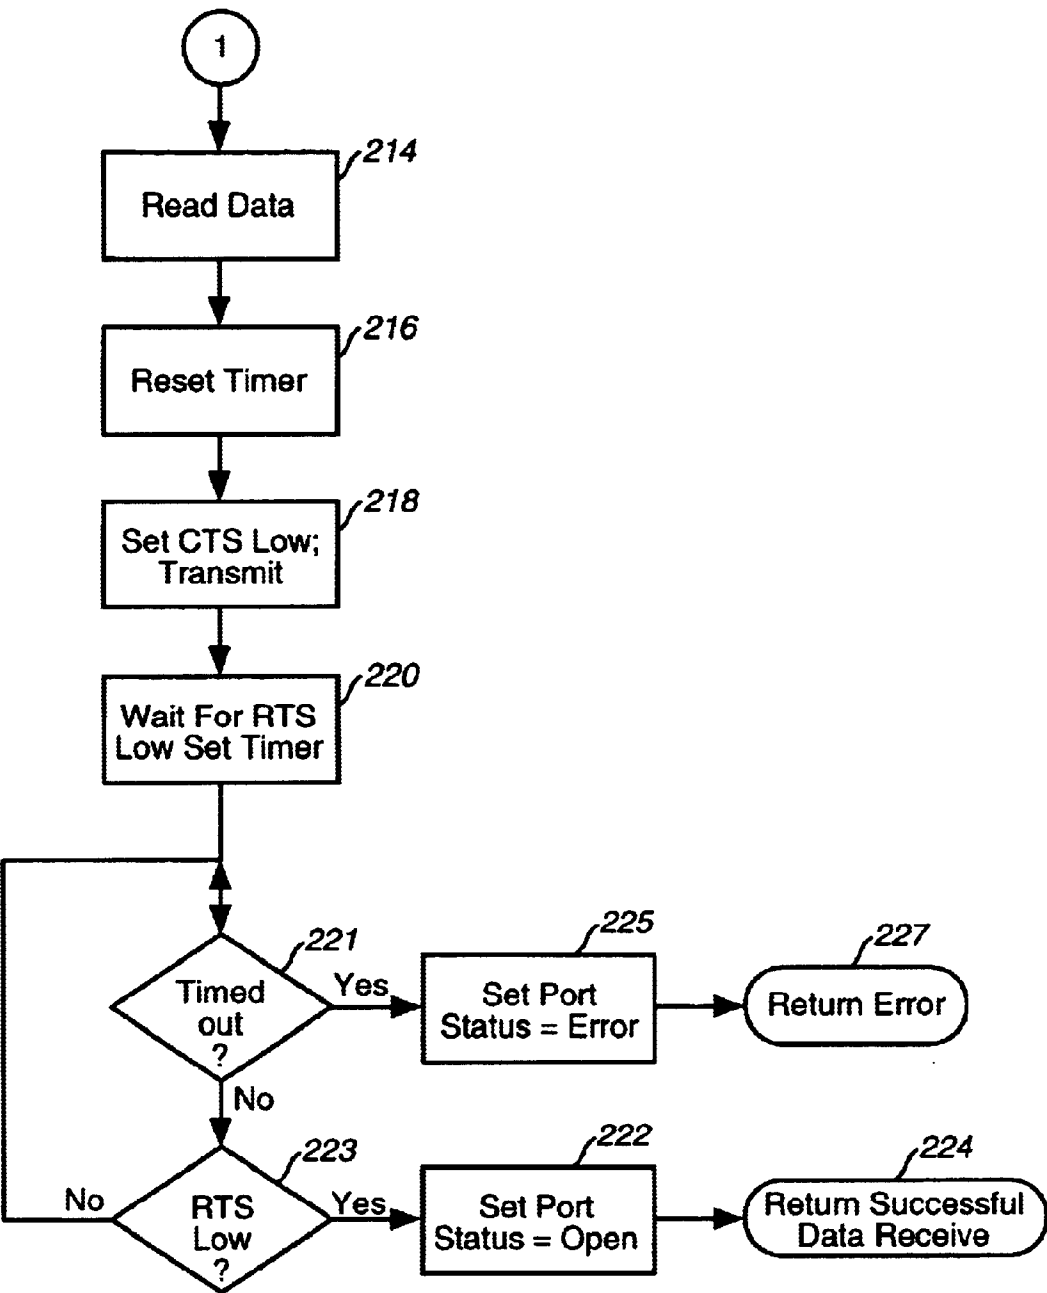 1
214
Read Data
216
Reset Timer
218
Set CTS Low;
Transmit
220
Wait For RTS
Low Set Timer
221
Timed
out
?
Yes
225
Set Port
Status = Error
227
Return Error
No
223
RTS
Low
?
No
Yes
222
Set Port
Status = Open
224
Return Successful
Data Receive